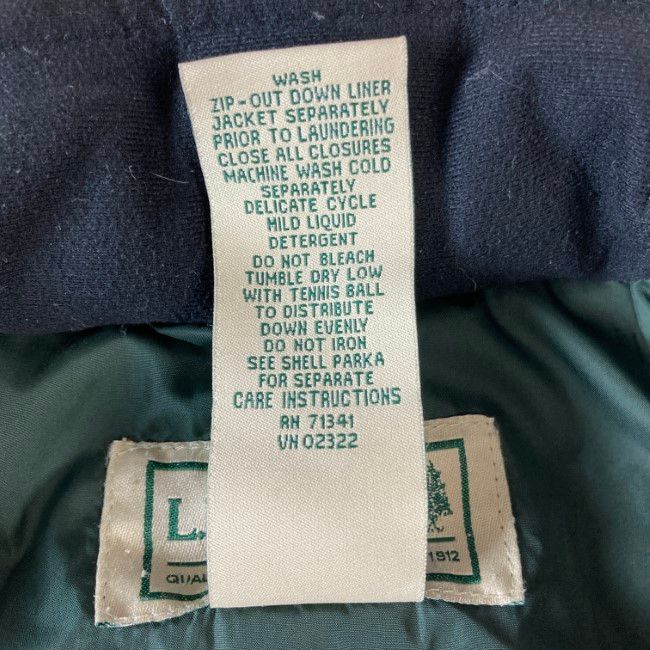 WASH
ZIP-OUT DOWN LINER
JACKET SEPARATELY
PRIOR TO LAUNDERING
CLOSE ALL CLOSURES
MACHINE WASH COLD
SEPARATELY
DELICATE CYCLE
MILD LIQUID
DETERGENT
DO NOT BLEACH
TUMBLE DRY LOW
WITH TENNIS BALL
TO DISTRIBUTE
DOWN EVENLY
DO NOT IRON
SEE SHELL PARKA
FOR SEPARATE
CARE INSTRUCTIONS
RN 71341
VN 02322
L.
QUAL
1912